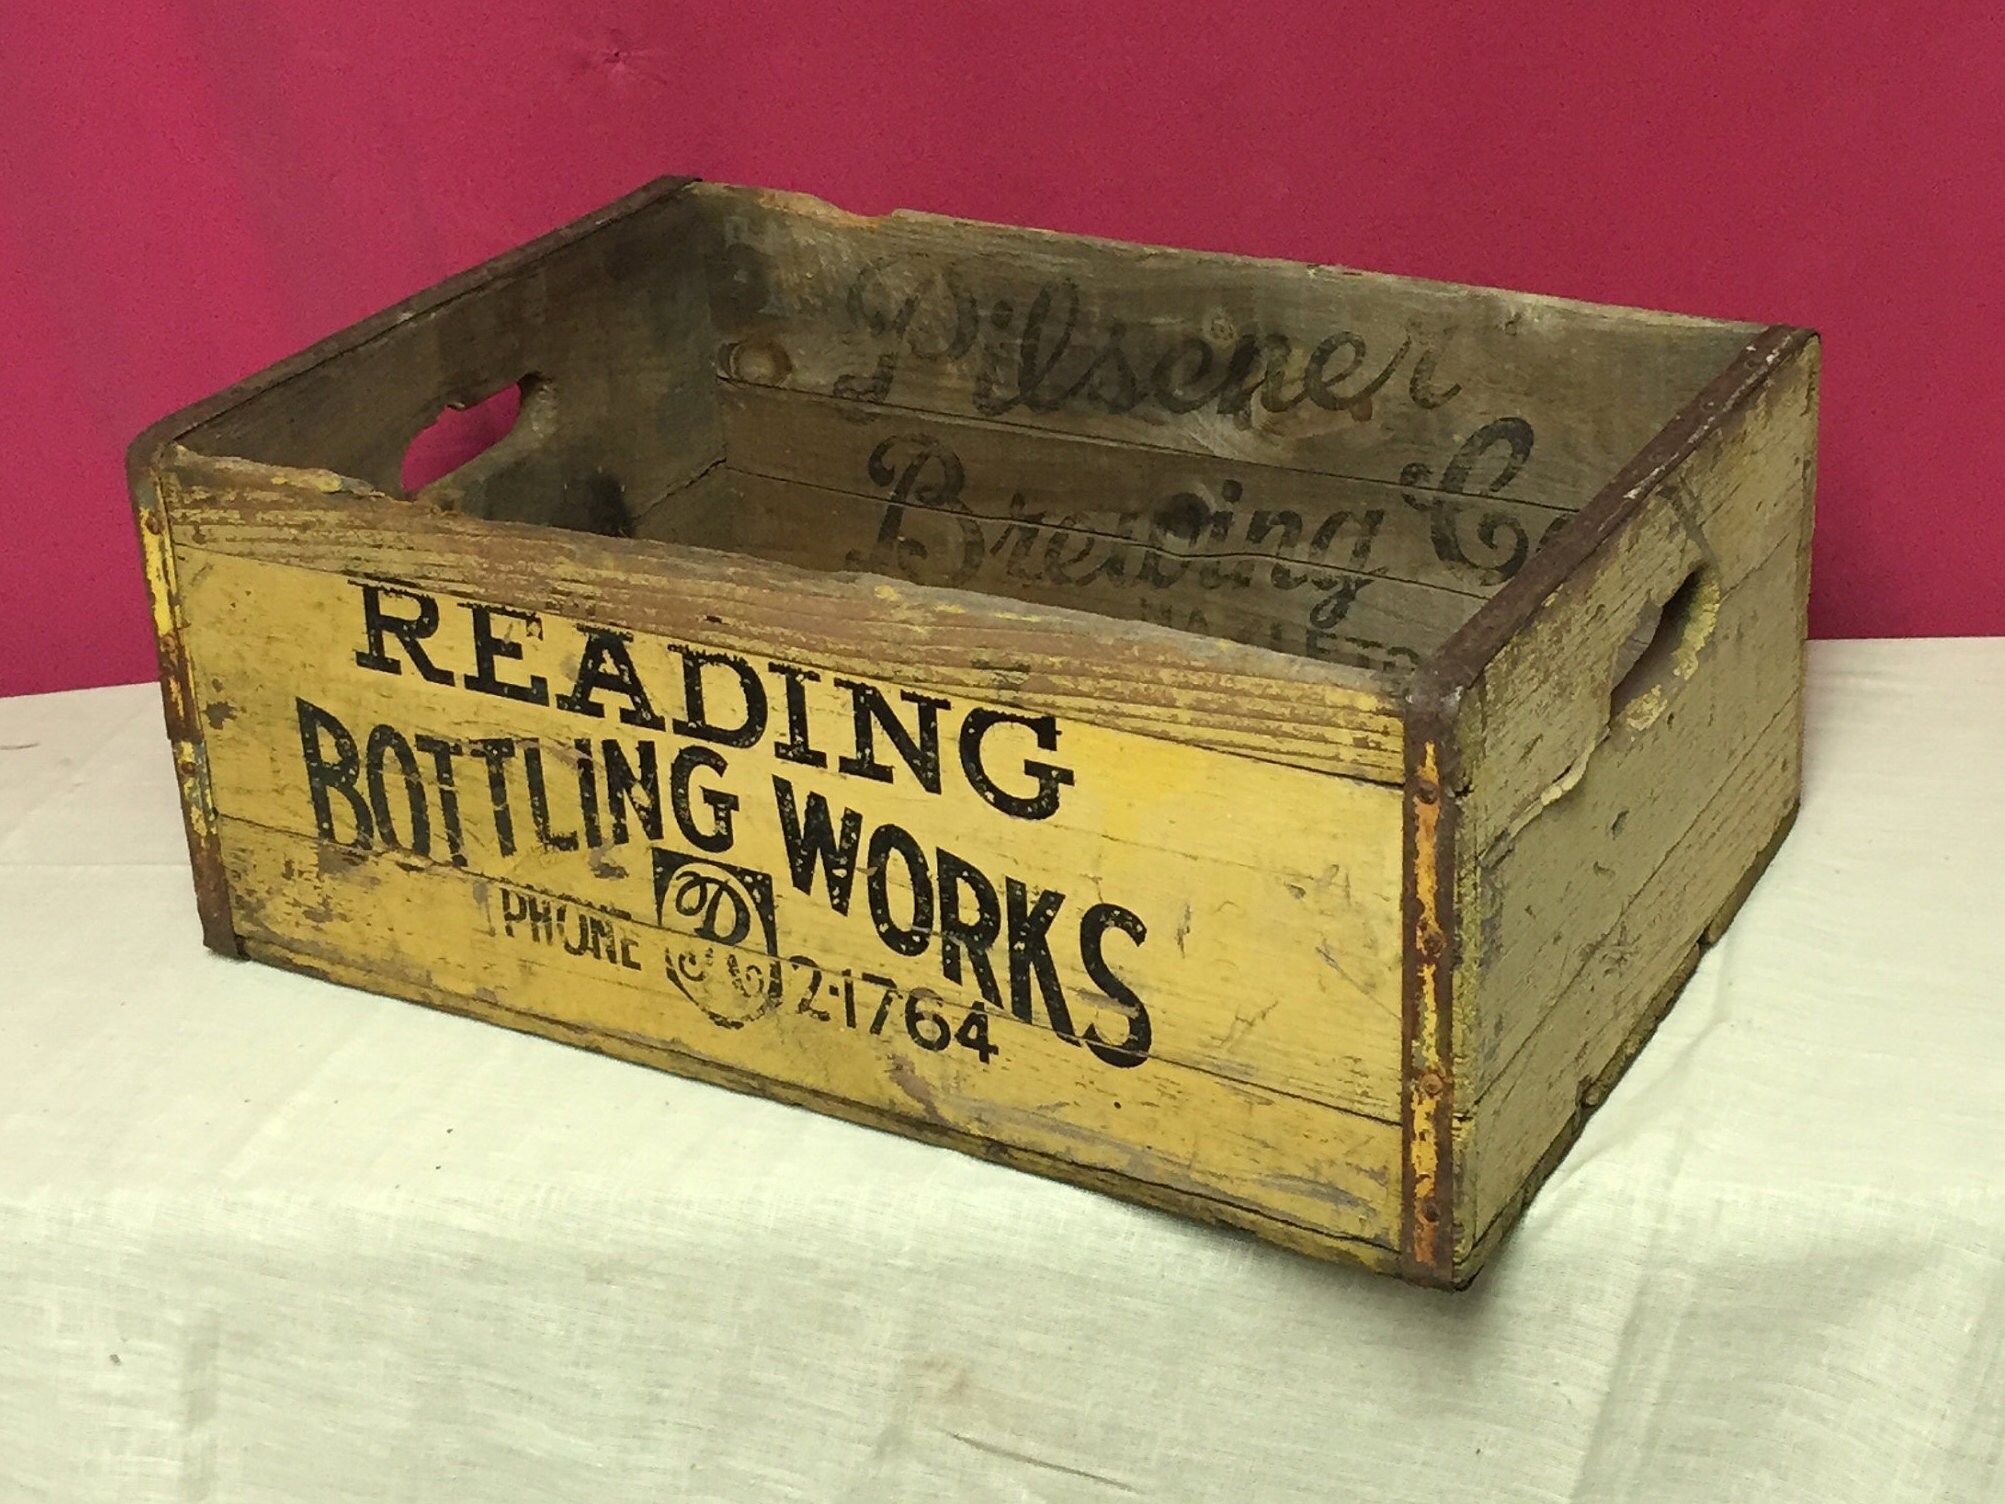 Pilsener
Brewing Co
READING
BOTTLING WORKS
D
PHONE 2-1764